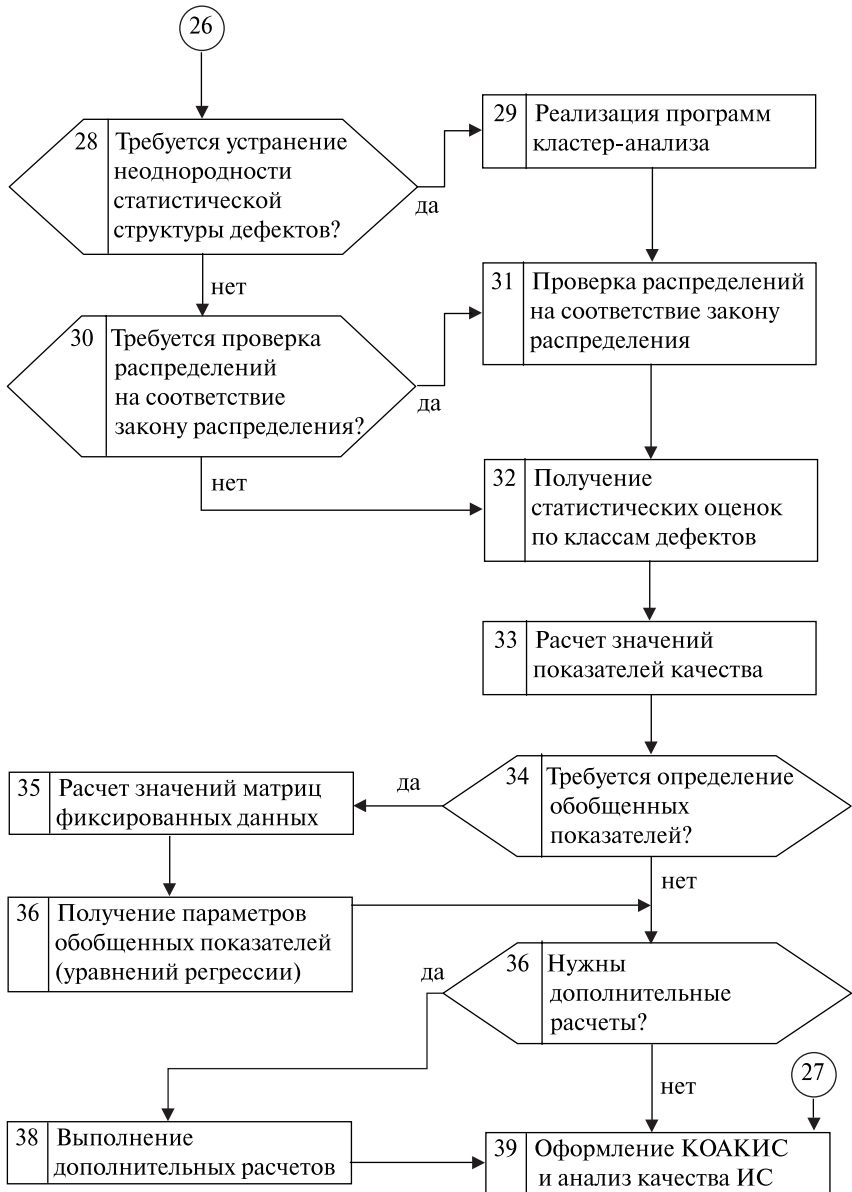 26
28 Требуется устранение
неоднородности
статистической
структуры дефектов?
да
нет
29 Реализация программ
кластер-анализа
30 Требуется проверка
распределений
на соответствие
закону распределения?
да
нет
31 Проверка распределений
на соответствие закону
распределения
32 Получение
статистических оценок
по классам дефектов
33 Расчет значений
показателей качества
34 Требуется определение
обобщенных
показателей?
да
нет
35 Расчет значений матриц
фиксированных данных
36 Получение параметров
обобщенных показателей
(уравнений регрессии)
36 Нужны
дополнительные
расчеты?
да
нет
27
38 Выполнение
дополнительных расчетов
39 Оформление КОАКИС
и анализ качества ИС